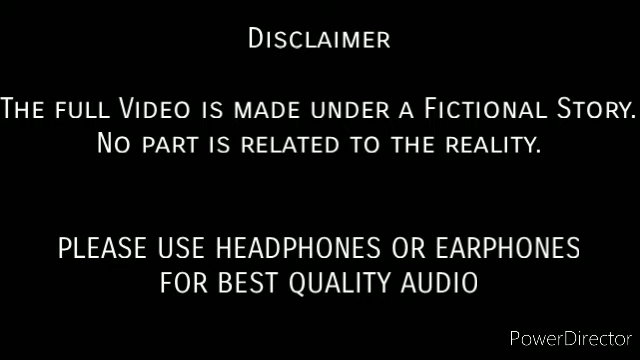 Disclaimer
The full Video is made under a Fictional Story.
No part is related to the reality.
PLEASE USE HEADPHONES OR EARPHONES
FOR BEST QUALITY AUDIO
PowerDirector